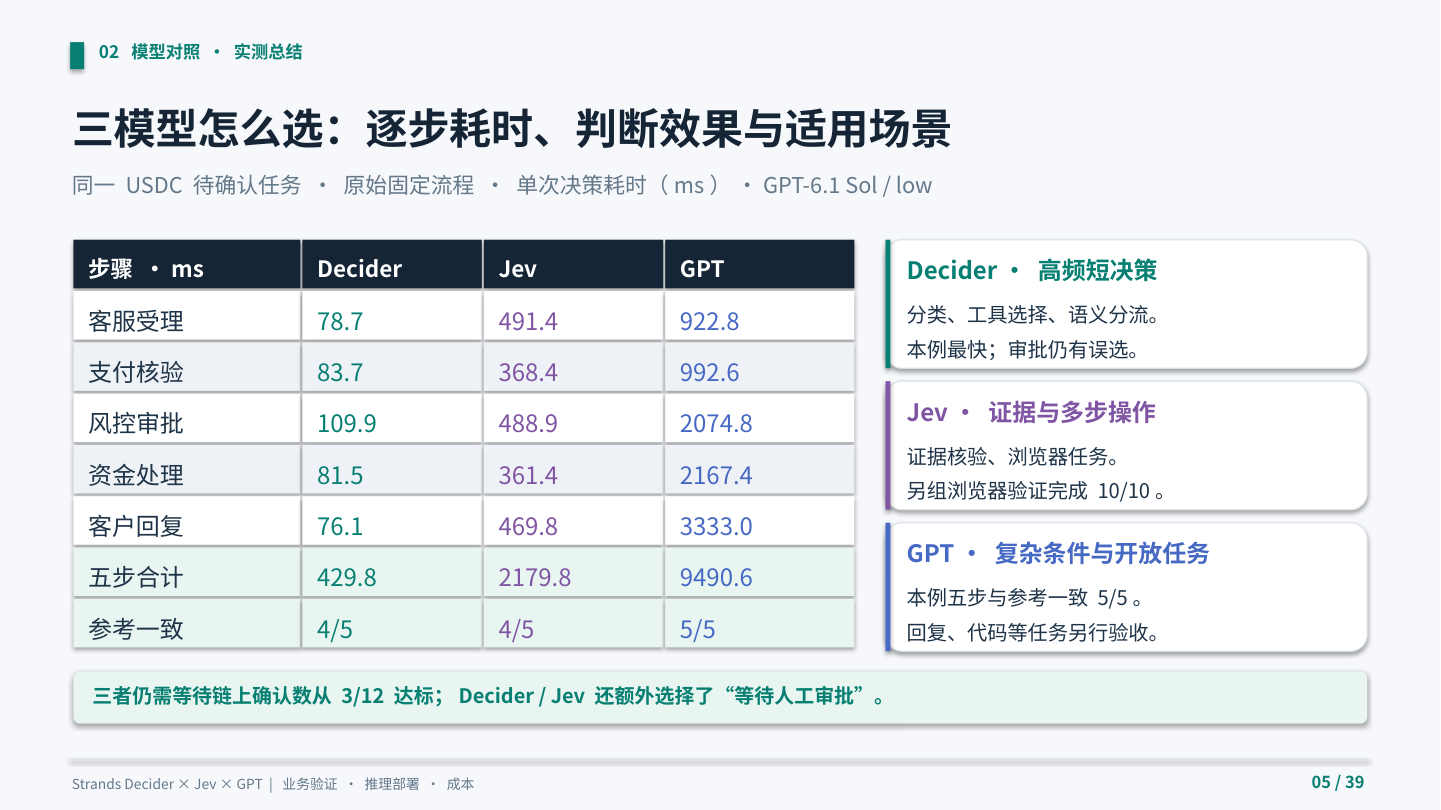 02 模型对照 • 实测总结
三模型怎么选：逐步耗时、判断效果与适用场景
同一 USDC 待确认任务 • 原始固定流程 • 单次决策耗时（ms） • GPT-6.1 Sol / low
步骤 • ms Decider Jev GPT
客服受理 78.7 491.4 922.8
支付核验 83.7 368.4 992.6
风控审批 109.9 488.9 2074.8
资金处理 81.5 361.4 2167.4
客户回复 76.1 469.8 3333.0
五步合计 429.8 2179.8 9490.6
参考一致 4/5 4/5 5/5
Decider • 高频短决策
分类、工具选择、语义分流。
本例最快；审批仍有误选。
Jev • 证据与多步操作
证据核验、浏览器任务。
另组浏览器验证完成 10/10 。
GPT • 复杂条件与开放任务
本例五步与参考一致 5/5 。
回复、代码等任务另行验收。
三者仍需等待链上确认数从 3/12 达标； Decider / Jev 还额外选择了“等待人工审批”。
Strands Decider × Jev × GPT | 业务验证 • 推理部署 • 成本
05 / 39